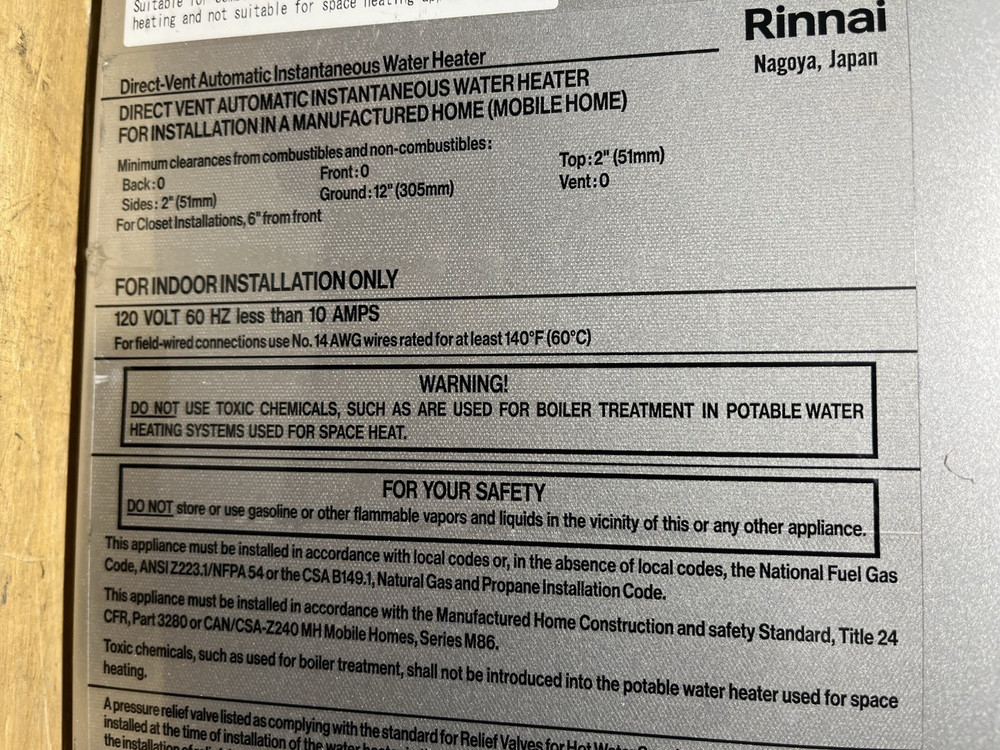 heating and not suitable for space heating
Rinnai
Nagoya, Japan
Direct-Vent Automatic Instantaneous Water Heater
DIRECT VENT AUTOMATIC INSTANTANEOUS WATER HEATER
FOR INSTALLATION IN A MANUFACTURED HOME (MOBILE HOME)
Minimum clearances from combustibles and non-combustibles:
Back:0 Front:0 Top:2" (51mm)
Sides: 2" (51mm) Ground:12" (305mm) Vent:0
For Closet Installations, 6" from front
FOR INDOOR INSTALLATION ONLY
120 VOLT 60 HZ less than 10 AMPS
For field-wired connections use No. 14 AWG wires rated for at least 140°F (60°C)
WARNING!
DO NOT USE TOXIC CHEMICALS, SUCH AS ARE USED FOR BOILER TREATMENT IN POTABLE WATER
HEATING SYSTEMS USED FOR SPACE HEAT.
FOR YOUR SAFETY
DO NOT store or use gasoline or other flammable vapors and liquids in the vicinity of this or any other appliance.
This appliance must be installed in accordance with local codes or, in the absence of local codes, the National Fuel Gas
Code, ANSI Z223.1/NFPA 54 or the CSA B149.1, Natural Gas and Propane Installation Code.
This appliance must be installed in accordance with the Manufactured Home Construction and safety Standard, Title 24
CFR, Part 3280 or CAN/CSA-Z240 MH Mobile Homes, Series M86.
Toxic chemicals, such as used for boiler treatment, shall not be introduced into the potable water heater used for space
heating.
A pressure relief valve listed as complying with the standard for Relief Valves for Hot Water
installed at the time of installation of the water
the installation of